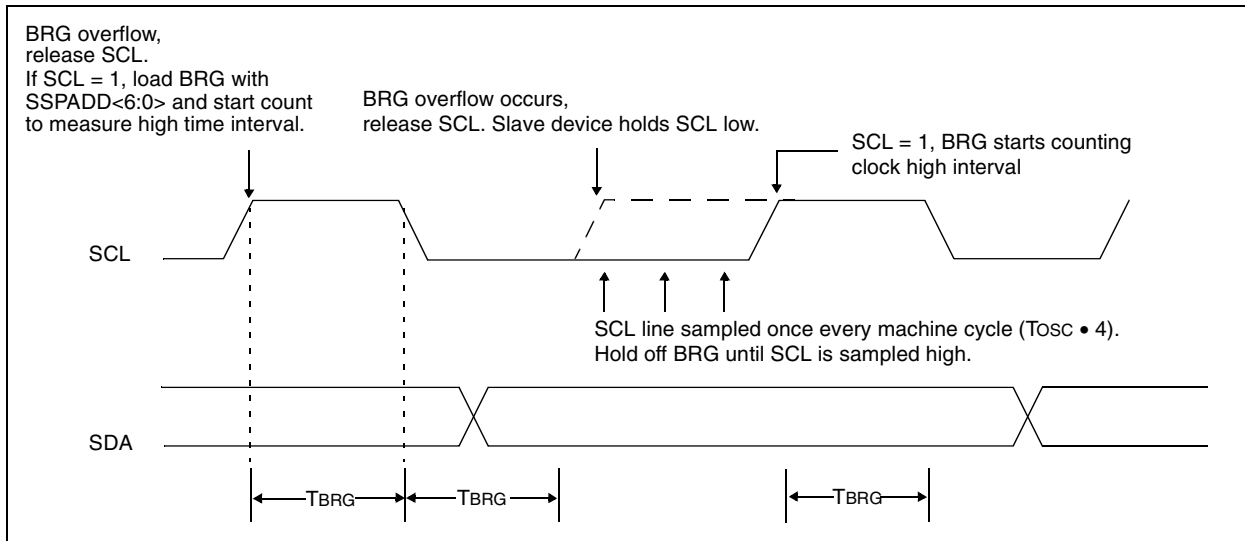 BRG overflow,
release SCL.
If SCL = 1, load BRG with
SSPADD<6:0> and start count
to measure high time interval.
BRG overflow occurs,
release SCL. Slave device holds SCL low.
SCL = 1, BRG starts counting
clock high interval
SCL
SCL line sampled once every machine cycle (TOSC • 4).
Hold off BRG until SCL is sampled high.
SDA
TBRG
TBRG
TBRG